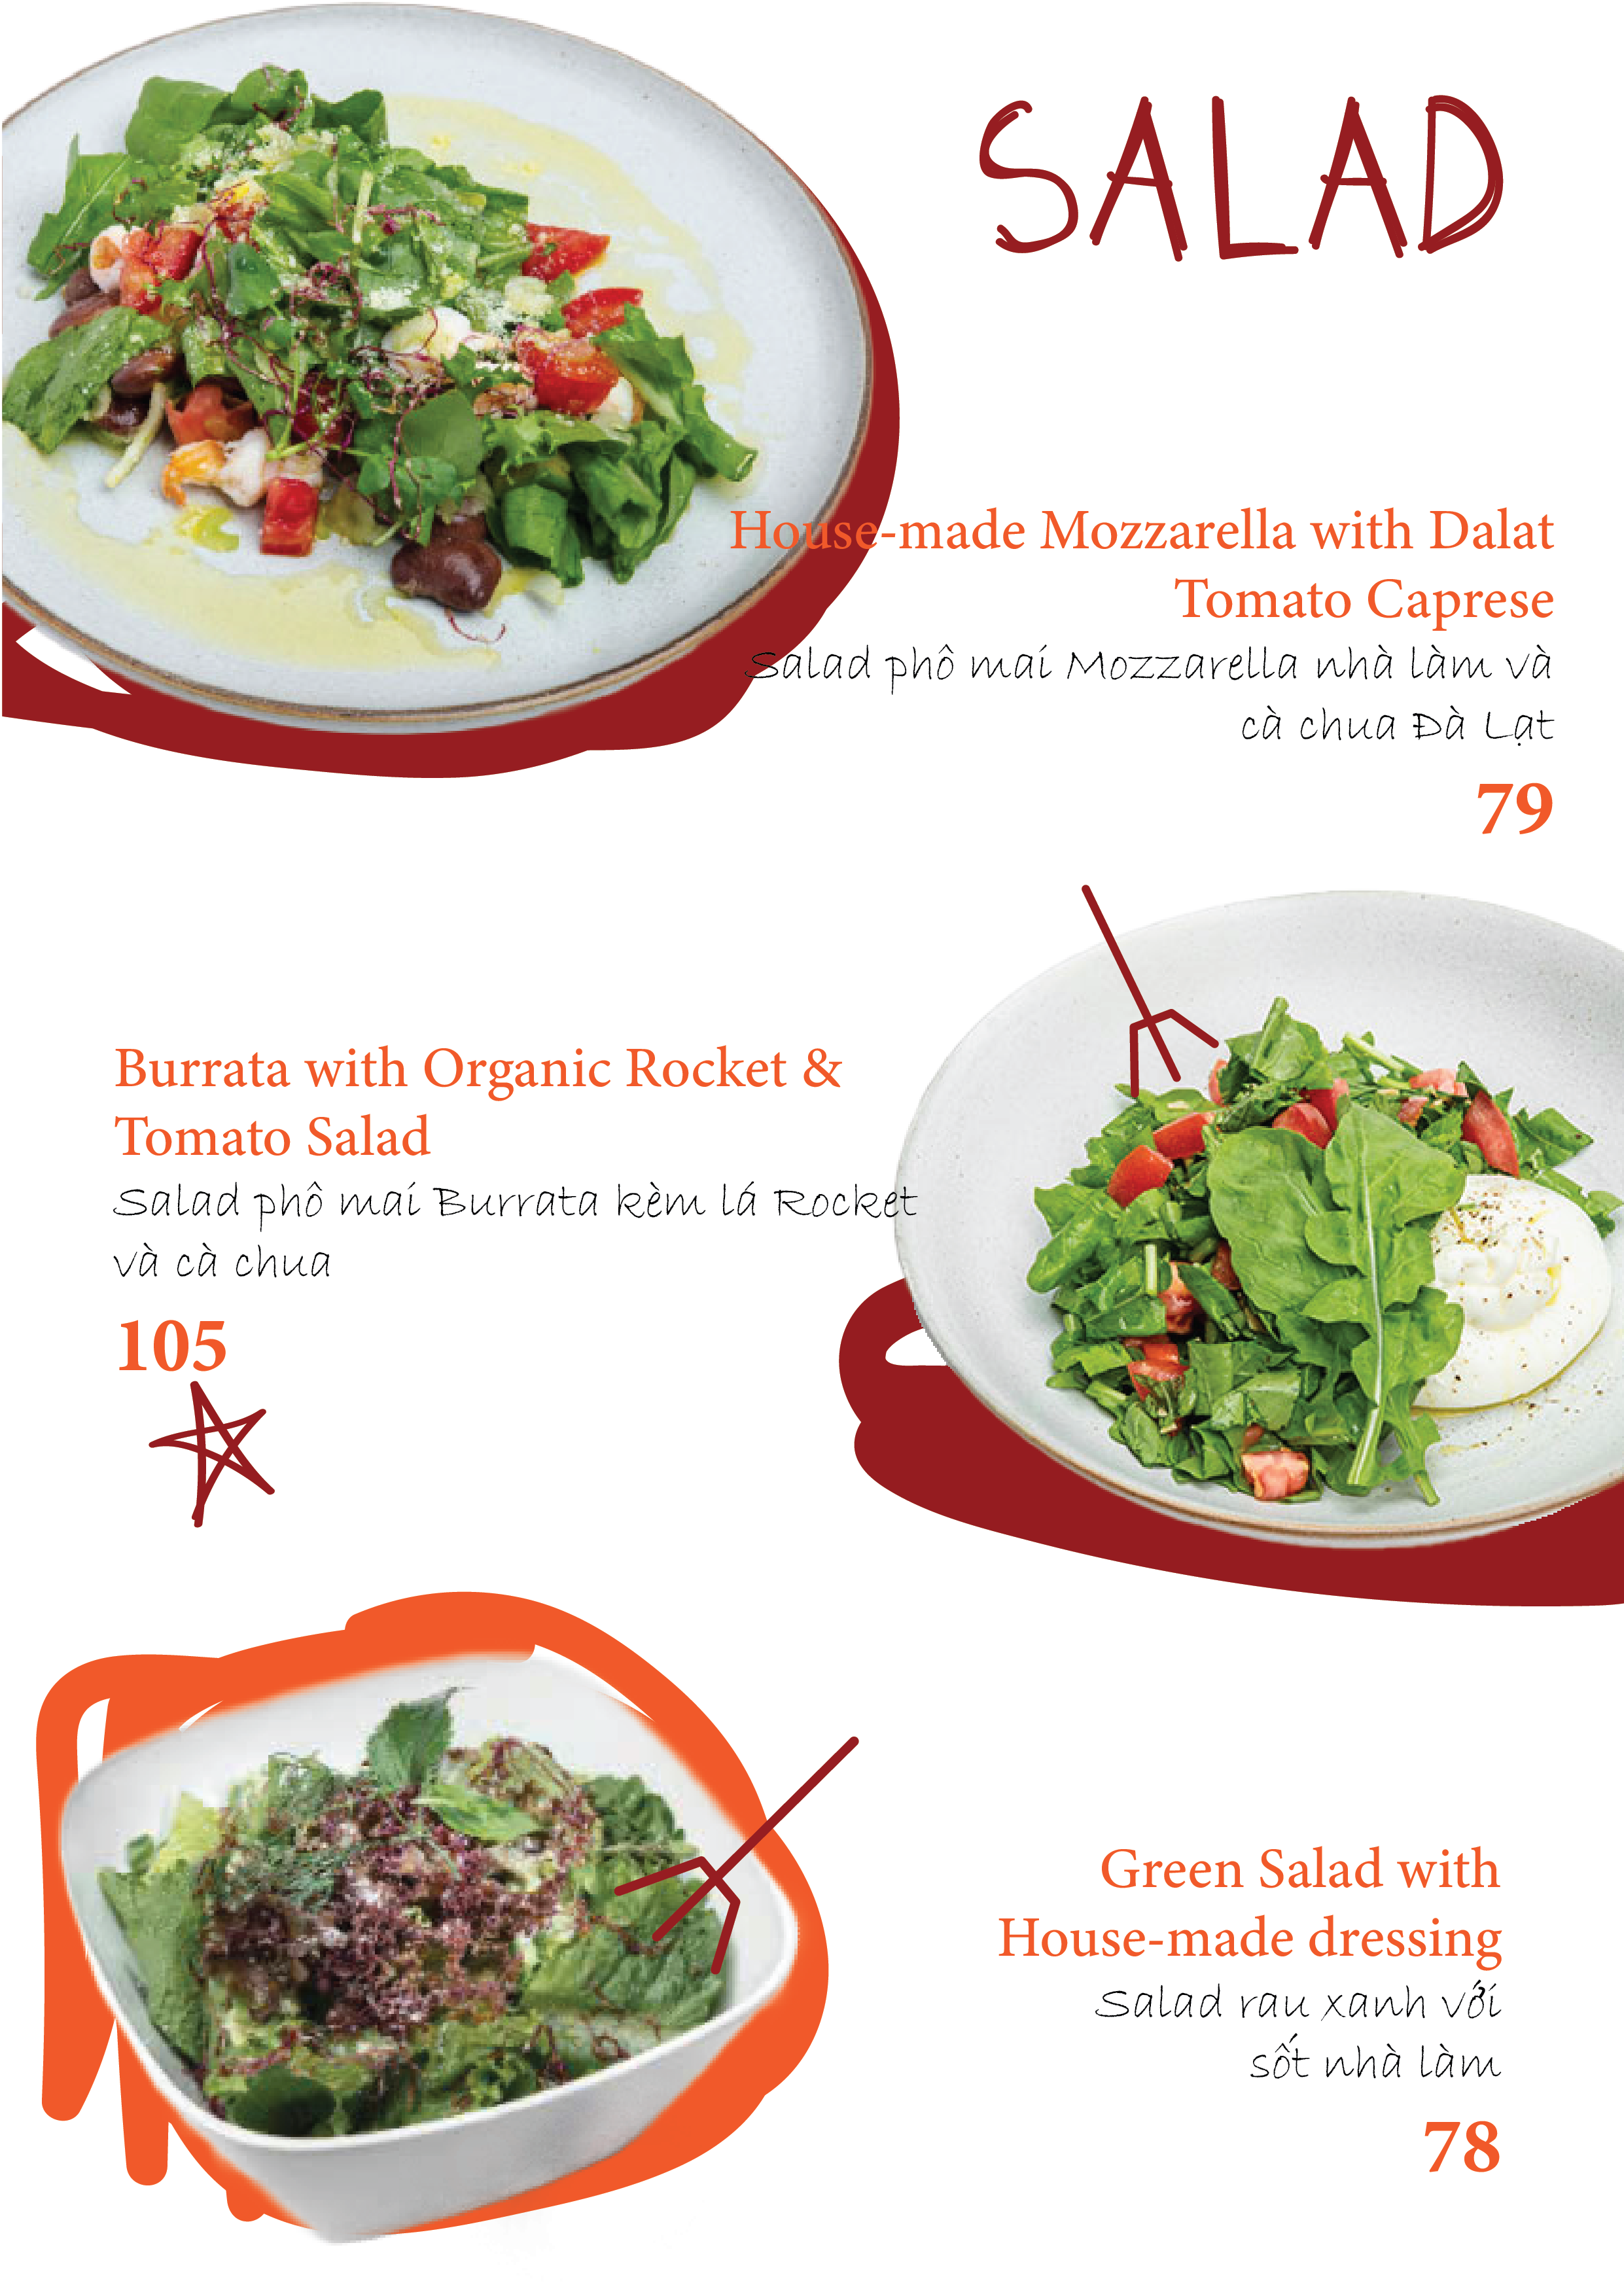 SALAD
House-made Mozzarella with Dalat
Tomato Caprese
Salad phô mai Mozzarella nhà làm và
cà chua Đà Lạt
79
Burrata with Organic Rocket &
Tomato Salad
Salad phô mai Burrata kèm lá Rocket
và cà chua
105
Green Salad with
House-made dressing
Salad rau xanh với
sốt nhà làm
78